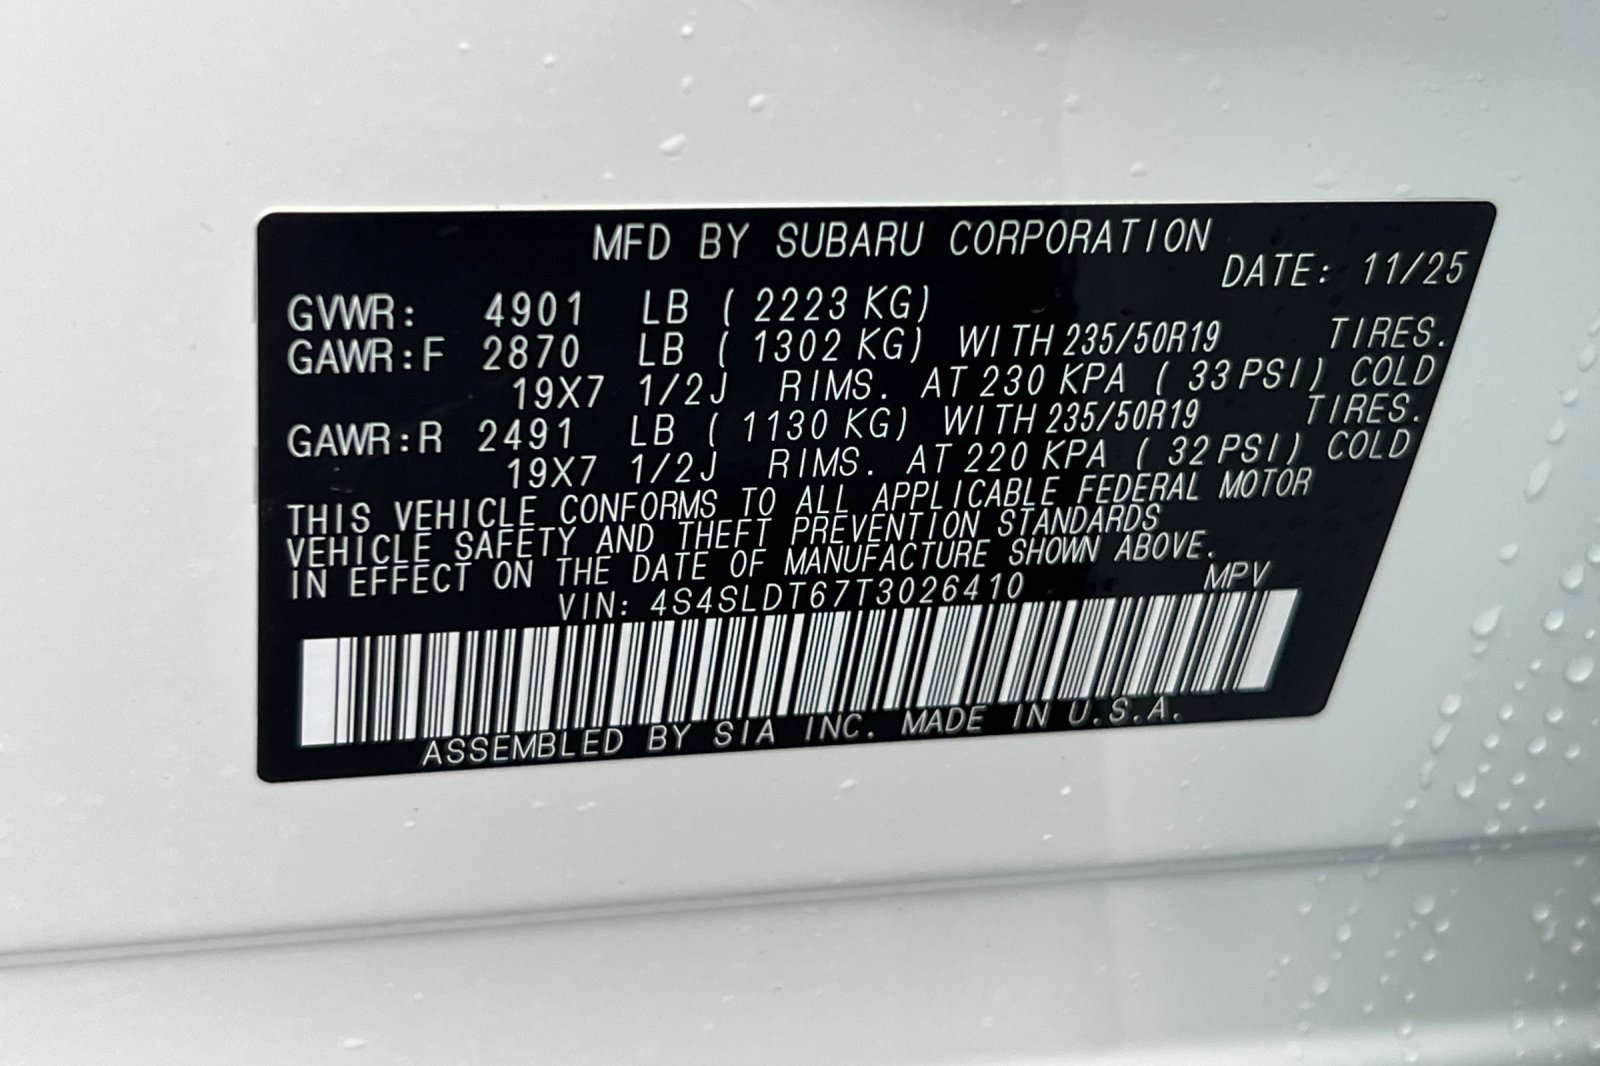 MFD BY SUBARU CORPORATION
DATE: 11/25
GVWR: 4901 LB ( 2223 KG)
GAWR:F 2870 LB ( 1302 KG) WITH 235/50R19 TIRES.
19X7 1/2J RIMS. AT 230 KPA ( 33 PSI) COLD
GAWR:R 2491 LB ( 1130 KG) WITH 235/50R19 TIRES.
19X7 1/2J RIMS. AT 220 KPA ( 32 PSI) COLD
THIS VEHICLE CONFORMS TO ALL APPLICABLE FEDERAL MOTOR
VEHICLE SAFETY AND THEFT PREVENTION STANDARDS
IN EFFECT ON THE DATE OF MANUFACTURE SHOWN ABOVE.
VIN: 4S4SLDT67T3026410 MPV
ASSEMBLED BY SIA INC. MADE IN U.S.A.